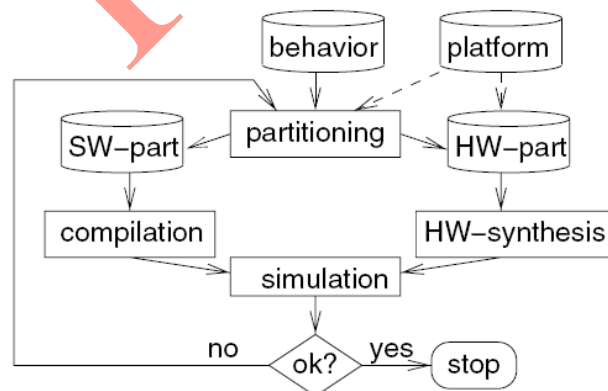 behavior
platform
partitioning
SW-part
HW-part
compilation
HW-synthesis
simulation
no
ok?
yes
stop